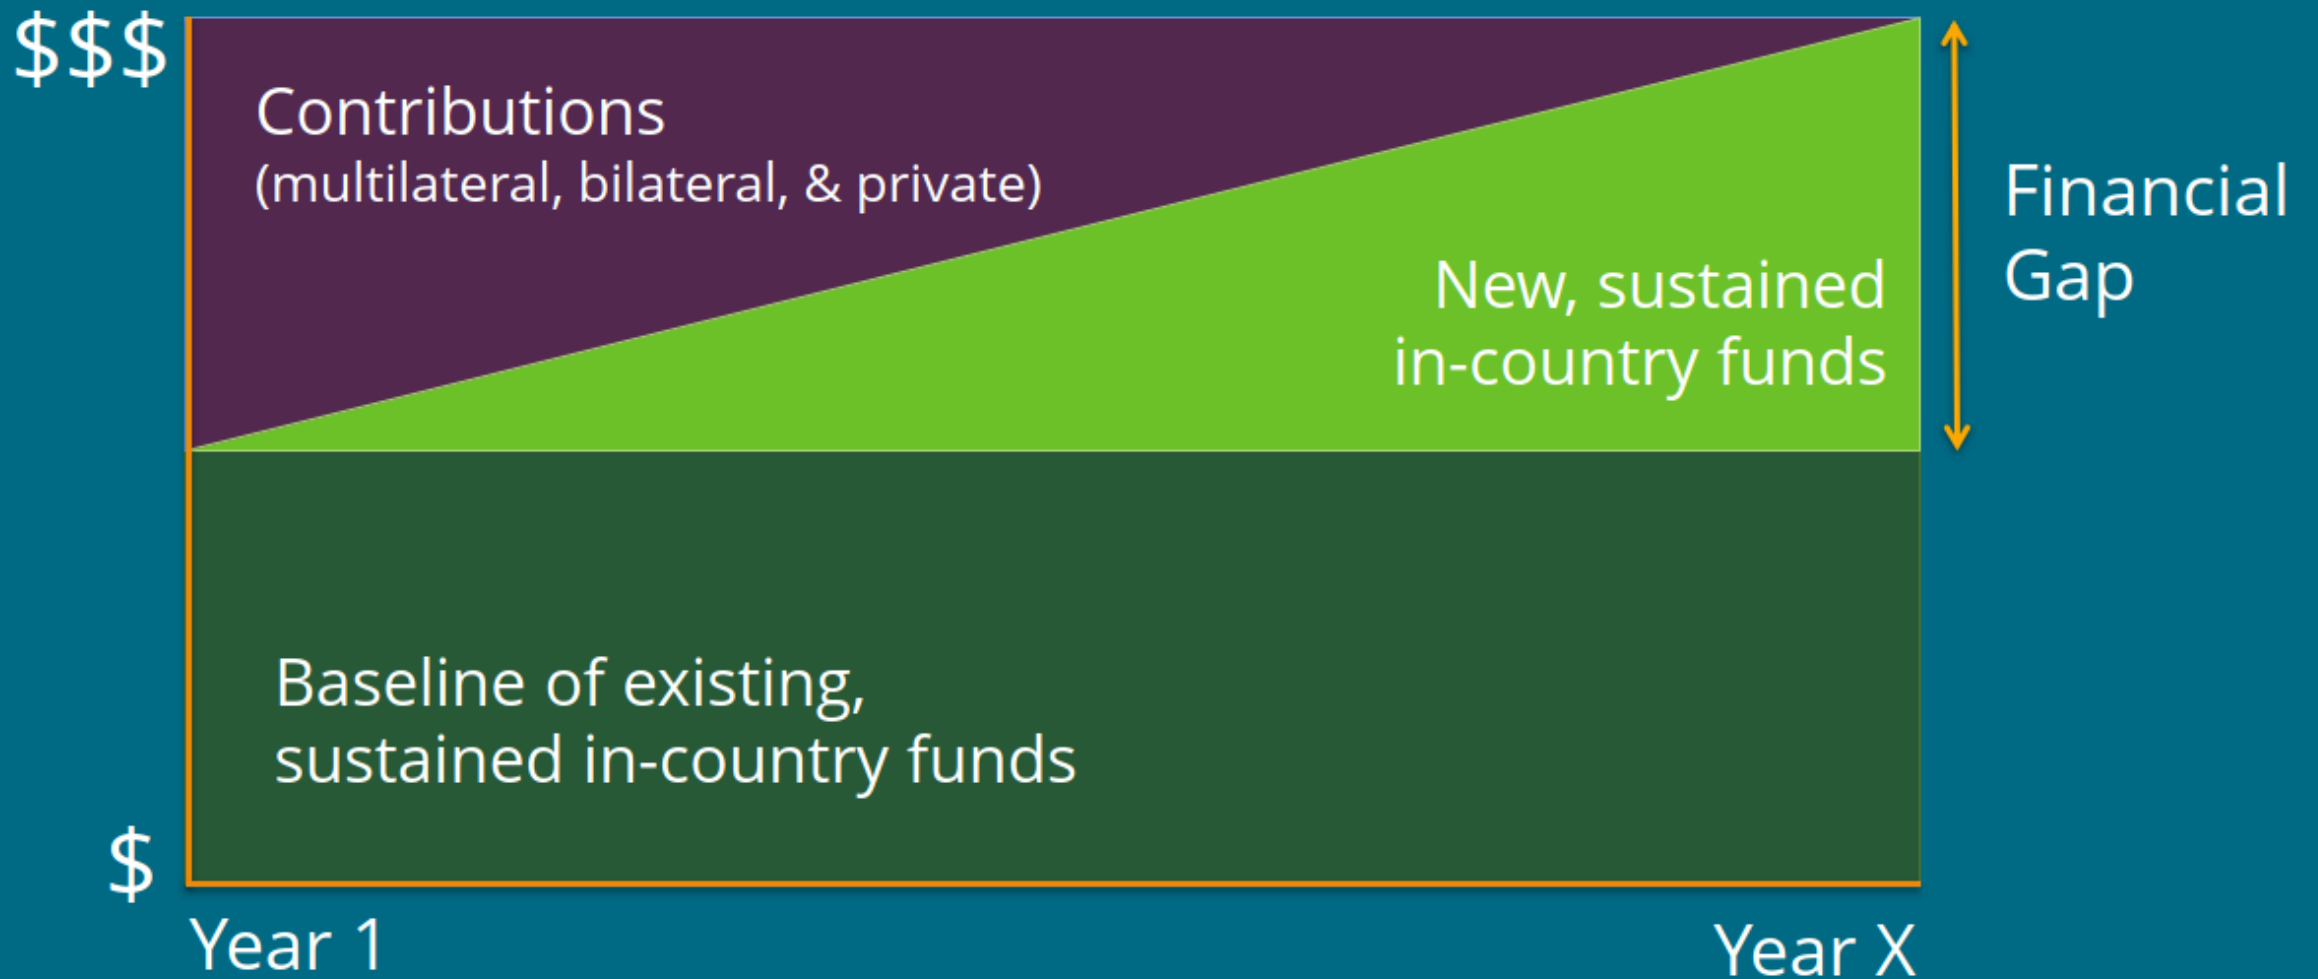 $$$
Contributions
(multilateral, bilateral, & private)
Financial
Gap
New, sustained
in-country funds
Baseline of existing,
sustained in-country funds
$
Year 1
Year X